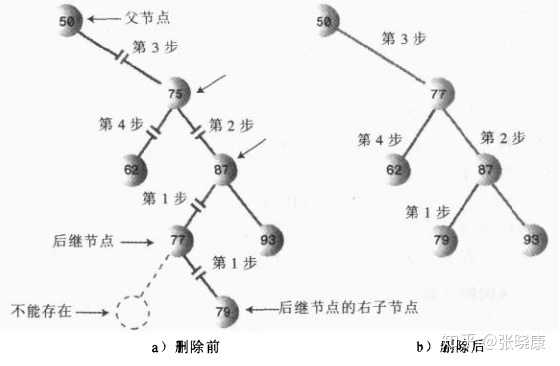 50
父节点
第 3 步
75
第 4 步
第 2 步
62
87
第 1 步
后继节点
77
93
第 1 步
不能存在
79
后继节点的右子节点
a）删除前
第 3 步
77
第 4 步
第 2 步
62
87
第 1 步
79
93
b）删除后
知乎 @张晓康